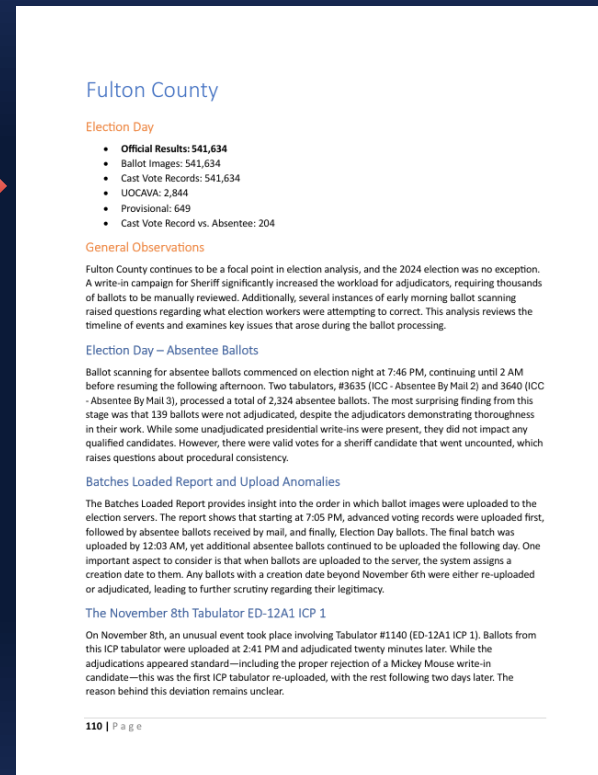 Fulton County
Election Day
• Official Results: 541,634
• Ballot Images: 541,634
• Cast Vote Records: 541,634
• UOCAVA: 2,844
• Provisional: 649
• Cast Vote Record vs. Absentee: 204
General Observations
Fulton County continues to be a focal point in election analysis, and the 2024 election was no exception.
A write-in campaign for Sheriff significantly increased the workload for adjudicators, requiring thousands
of ballots to be manually reviewed. Additionally, several instances of early morning ballot scanning
raised questions regarding what election workers were attempting to correct. This analysis reviews the
timeline of events and examines key issues that arose during the ballot processing.
Election Day – Absentee Ballots
Ballot scanning for absentee ballots commenced on election night at 7:46 PM, continuing until 2 AM
before resuming the following afternoon. Two tabulators, #3635 (ICC - Absentee By Mail 2) and 3640 (ICC
- Absentee By Mail 3), processed a total of 2,324 absentee ballots. The most surprising finding from this
stage was that 139 ballots were not adjudicated, despite the adjudicators demonstrating thoroughness
in their work. While some unadjudicated presidential write-ins were present, they did not impact any
qualified candidates. However, there were valid votes for a sheriff candidate that went uncounted, which
raises questions about procedural consistency.
Batches Loaded Report and Upload Anomalies
The Batches Loaded Report provides insight into the order in which ballot images were uploaded to the
election servers. The report shows that starting at 7:05 PM, advanced voting records were uploaded first,
followed by absentee ballots received by mail, and finally, Election Day ballots. The final batch was
uploaded by 12:03 AM, yet additional absentee ballots continued to be uploaded the following day. One
important aspect to consider is that when ballots are uploaded to the server, the system assigns a
creation date to them. Any ballots with a creation date beyond November 6th were either re-uploaded
or adjudicated, leading to further scrutiny regarding their legitimacy.
The November 8th Tabulator ED-12A1 ICP 1
On November 8th, an unusual event took place involving Tabulator #1140 (ED-12A1 ICP 1). Ballots from
this ICP tabulator were uploaded at 2:41 PM and adjudicated twenty minutes later. While the
adjudications appeared standard—including the proper rejection of a Mickey Mouse write-in
candidate—this was the first ICP tabulator re-uploaded, with the rest following two days later. The
reason behind this deviation remains unclear.
110 | Page